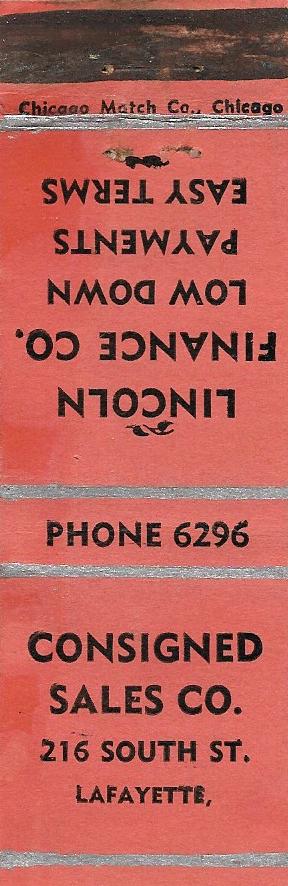 Chicago Match Co., Chicago
LINCOLN
FINANCE CO.
LOW DOWN
PAYMENTS
EASY TERMS
PHONE 6296
CONSIGNED
SALES CO.
216 SOUTH ST.
LAFAYETTE,